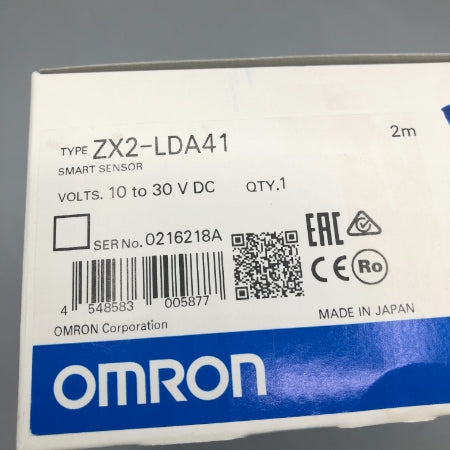 TYPE ZX2-LDA41 2m
SMART SENSOR
VOLTS. 10 to 30 V DC QTY.1
SER No. 0216218A
EAC
CE Ro
4 548583 005877
MADE IN JAPAN
OMRON Corporation
OMRON